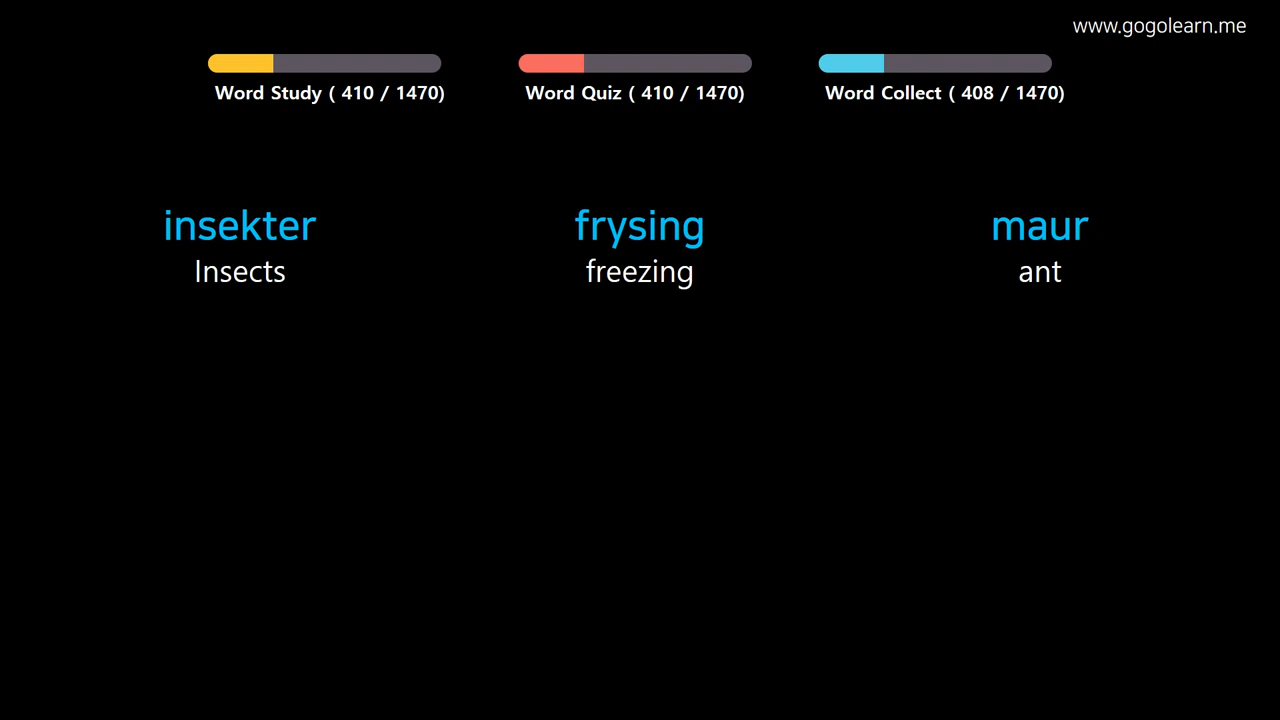 www.gogolearn.me
Word Study ( 410 / 1470)
Word Quiz ( 410 / 1470)
Word Collect ( 408 / 1470)
insekter
Insects
frysing
freezing
maur
ant